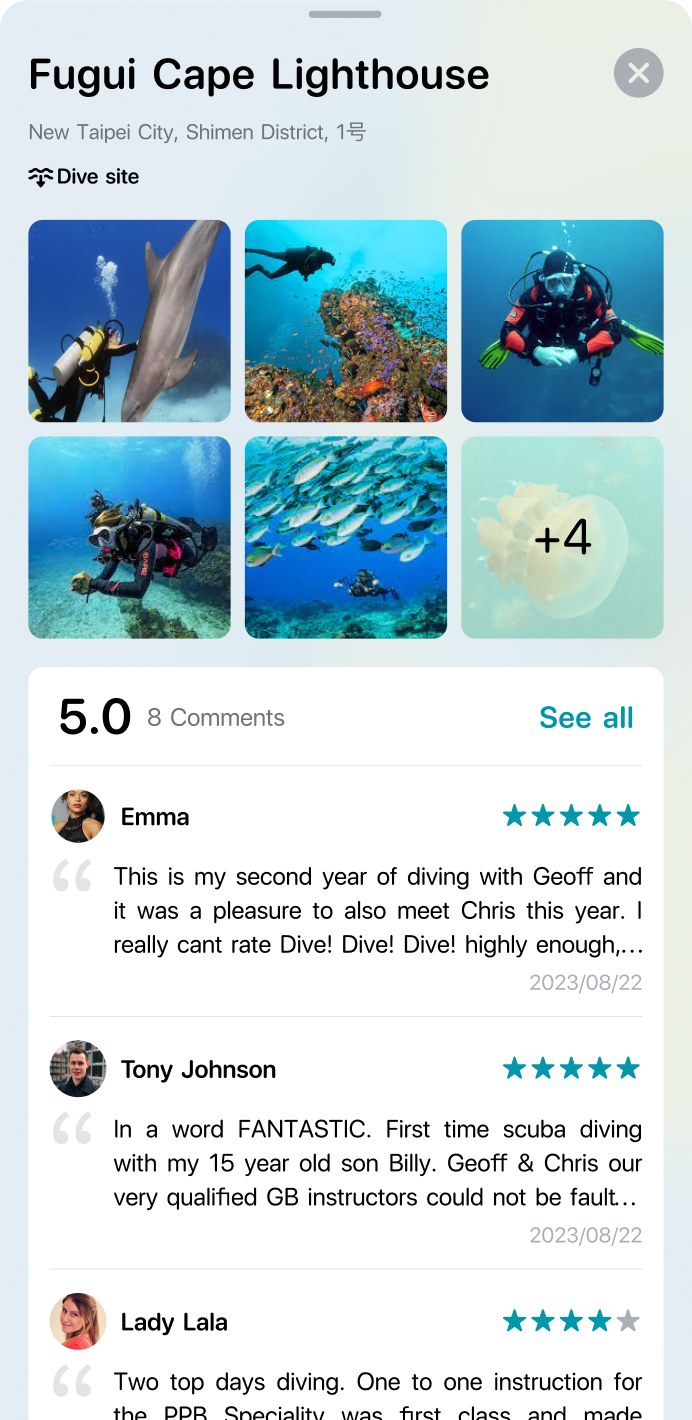 Fugui Cape Lighthouse
New Taipei City, Shimen District, 1号
Dive site
+4
5.0 8 Comments See all
Emma
This is my second year of diving with Geoff and
it was a pleasure to also meet Chris this year. I
really cant rate Dive! Dive! Dive! highly enough,...
2023/08/22
Tony Johnson
In a word FANTASTIC. First time scuba diving
with my 15 year old son Billy. Geoff & Chris our
very qualified GB instructors could not be fault...
2023/08/22
Lady Lala
Two top days diving. One to one instruction for
the PPB Speciality was first class and made